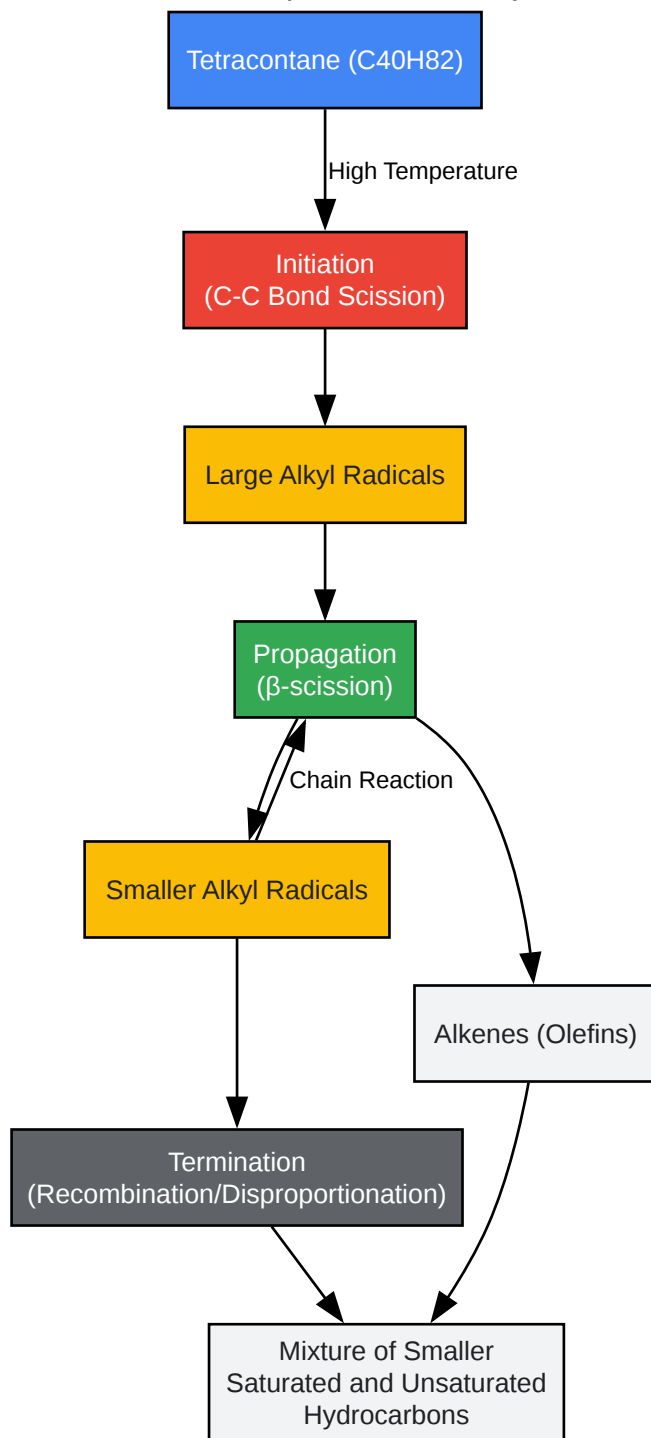 Tetracontane (C40H82)
High Temperature
Initiation
(C-C Bond Scission)
Large Alkyl Radicals
Propagation
(β-scission)
Chain Reaction
Smaller Alkyl Radicals
Alkenes (Olefins)
Termination
(Recombination/Disproportionation)
Mixture of Smaller
Saturated and Unsaturated
Hydrocarbons